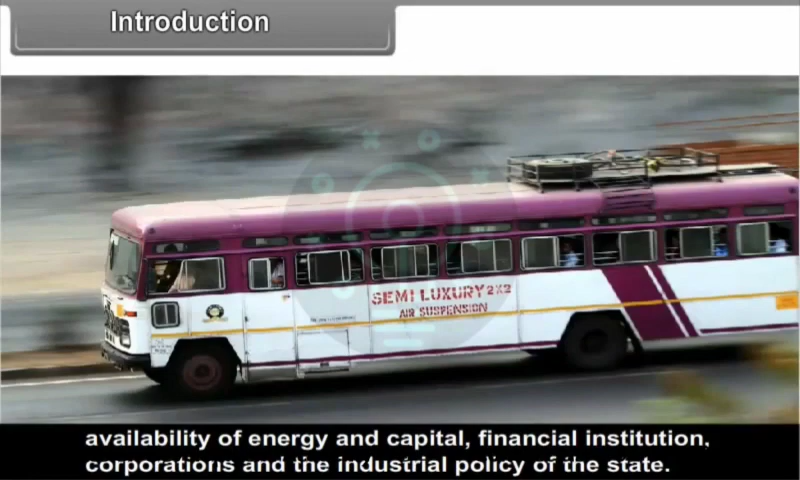 Introduction
SEMI LUXURY 2X2
AIR SUSPENSION
availability of energy and capital, financial institution,
corporations and the industrial policy of the state.